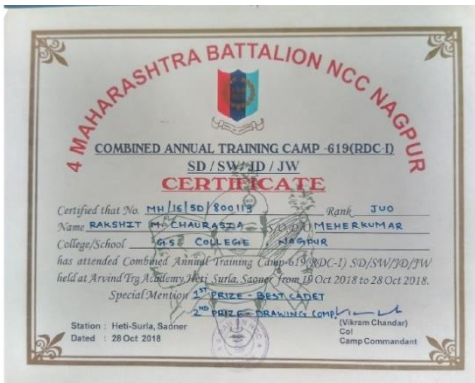 4 MAHARASHTRA BATTALION NCC NAGPUR
COMBINED ANNUAL TRAINING CAMP -619(RDC-I)
SD / SW/ JD / JW
CERTIFICATE
Certified that No. MH/16/SD/800113 Rank JUO
Name RAKSHIT M. CHAURASIA S/O, D/O MEHERKUMAR
College/School G.S. COLLEGE, NAGPUR
has attended Combined Annual Training Camp-619(RDC-I) SD/SW/JD/JW
held at Arvind Trg Academy, Heti, Surla, Saoner from 19 Oct 2018 to 28 Oct 2018.
Special Mention 1ST PRIZE - BEST CADET
2ND PRIZE - DRAWING COMP.
Station : Heti-Surla, Saoner
Dated : 28 Oct 2018
(Vikram Chandar)
Col
Camp Commandant